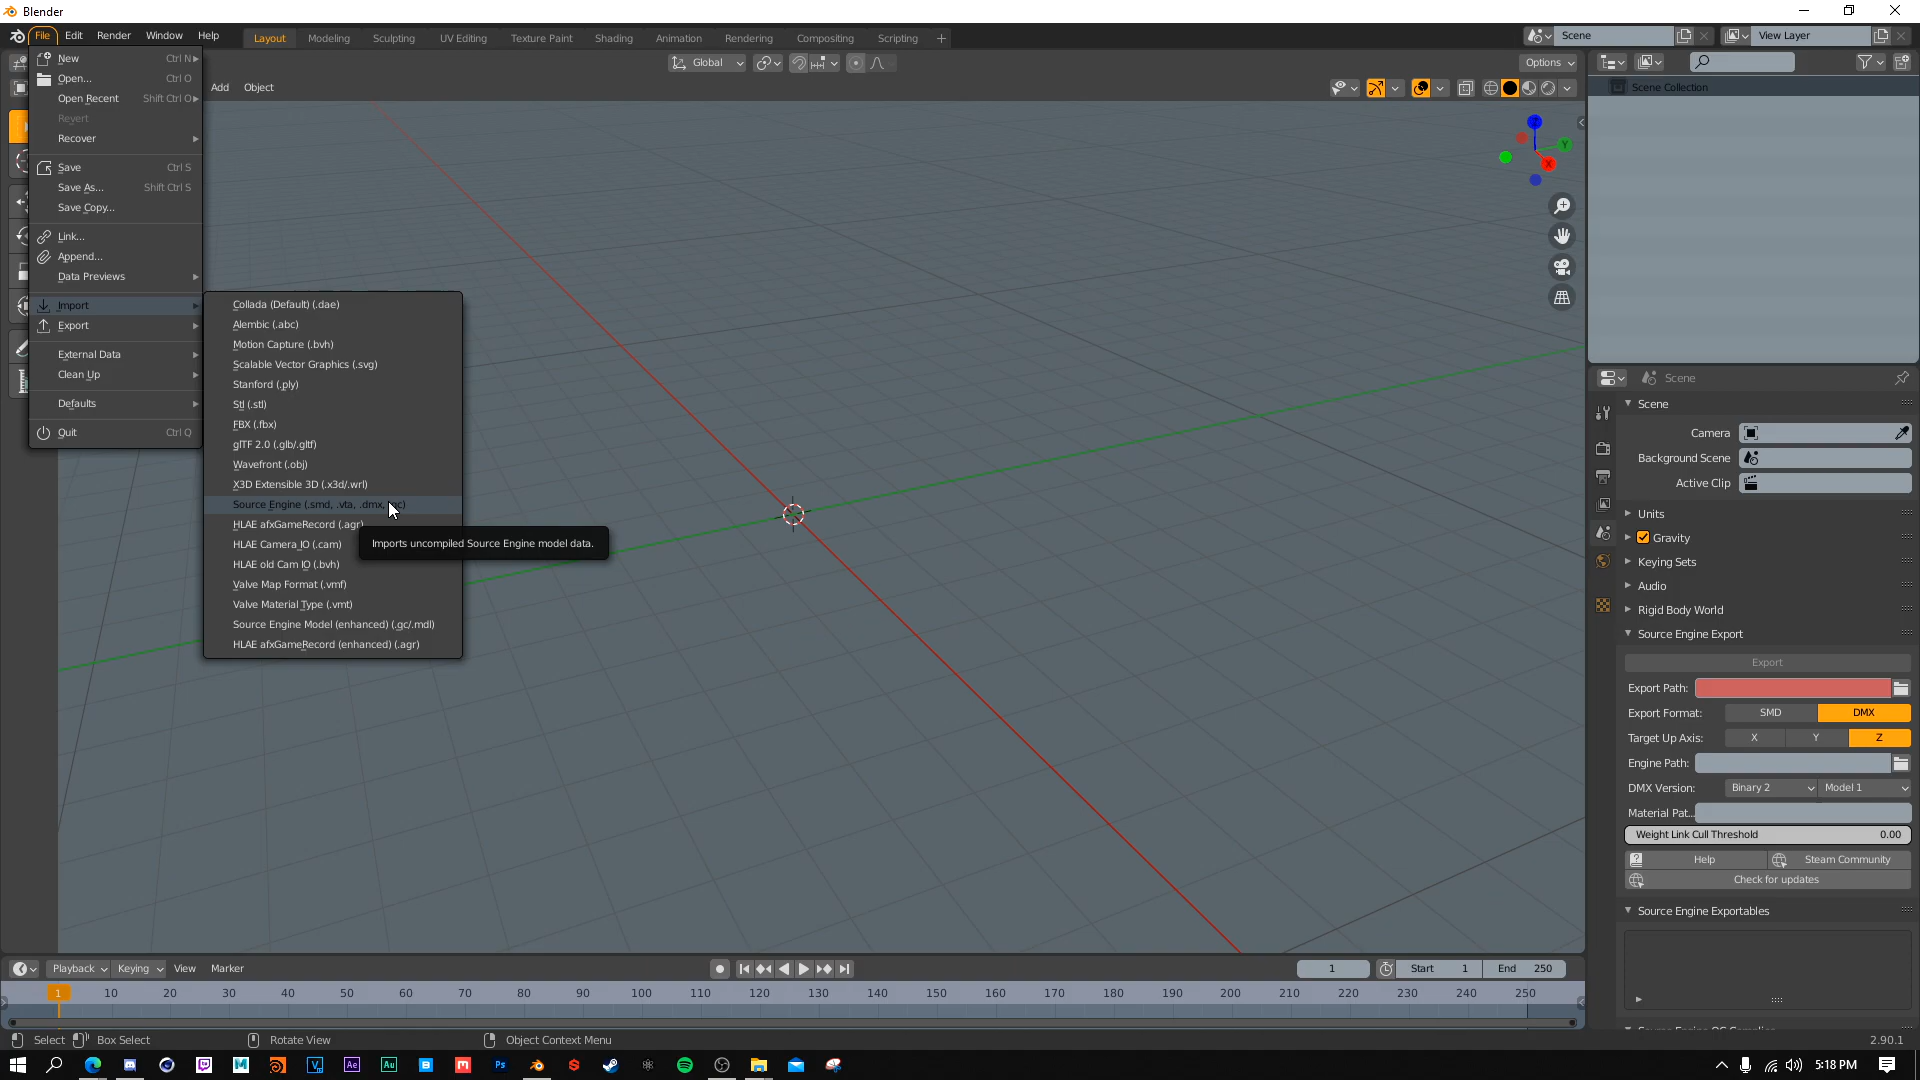 Blender
File Edit Render Window Help Layout Modeling Sculpting UV Editing Texture Paint Shading Animation Rendering Compositing Scripting + Scene View Layer
Global Options
Add Object
New Ctrl N
Open... Ctrl O
Open Recent Shift Ctrl O
Revert
Recover
Save Ctrl S
Save As... Shift Ctrl S
Save Copy...
Link...
Append...
Data Previews
Import
Export
External Data
Clean Up
Defaults
Quit Ctrl Q
Collada (Default) (.dae)
Alembic (.abc)
Motion Capture (.bvh)
Scalable Vector Graphics (.svg)
Stanford (.ply)
Stl (.stl)
FBX (.fbx)
glTF 2.0 (.glb/.gltf)
Wavefront (.obj)
X3D Extensible 3D (.x3d/.wrl)
Source Engine (.smd, .vta, .dmx,
HLAE afxGameRecord (.agr)
HLAE Camera IO (.cam)
HLAE old Cam IO (.bvh)
Valve Map Format (.vmf)
Valve Material Type (.vmt)
Source Engine Model (enhanced) (.gc/.mdl)
HLAE afxGameRecord (enhanced) (.agr)
Imports uncompiled Source Engine model data.
Z
Y
X
Scene Collection
Scene
Scene
Camera
Background Scene
Active Clip
Units
Gravity
Keying Sets
Audio
Rigid Body World
Source Engine Export
Export
Export Path:
Export Format: SMD DMX
Target Up Axis: X Y Z
Engine Path:
DMX Version: Binary 2 Model 1
Material Pat...
Weight Link Cull Threshold 0.00
Help Steam Community
Check for updates
Source Engine Exportables
Playback Keying View Marker 1 Start 1 End 250
1 10 20 30 40 50 60 70 80 90 100 110 120 130 140 150 160 170 180 190 200 210 220 230 240 250
Select Box Select Rotate View Object Context Menu 2.90.1
Ae Au Ps 5:18 PM